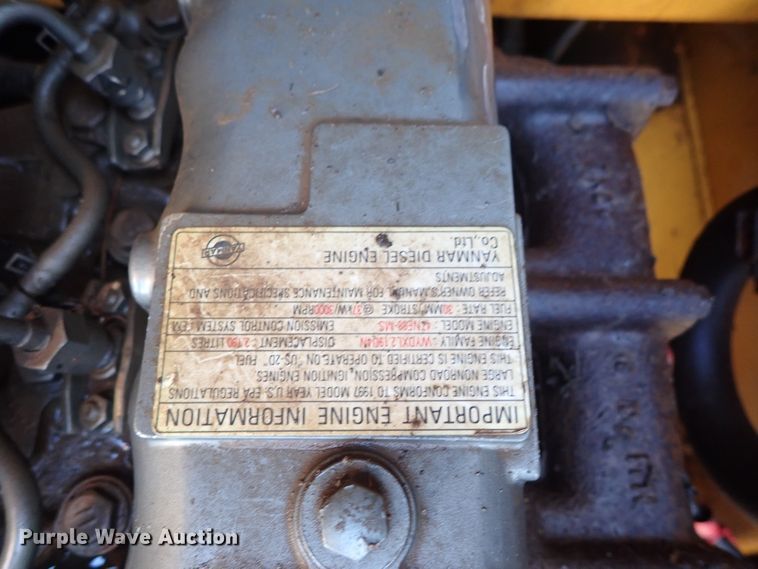 IMPORTANT ENGINE INFORMATION
THIS ENGINE CONFORMS TO 1997 MODEL YEAR U.S. EPA REGULATIONS
LARGE NONROAD COMPRESSION IGNITION ENGINES.
THIS ENGINE IS CERTIFIED TO OPERATE ON "US-2D" FUEL
ENGINE FAMILY : DISPLACEMENT : LITRES
ENGINE MODEL : EMISSION CONTROL SYSTEM : EM
FUEL RATE : MM³/STROKE @ kW/ 3000RPM
REFER OWNER'S MANUAL FOR MAINTENANCE SPECIFICATIONS AND
ADJUSTMENTS
YANMAR DIESEL ENGINE
Co.,Ltd.
YANMAR
Purple Wave Auction